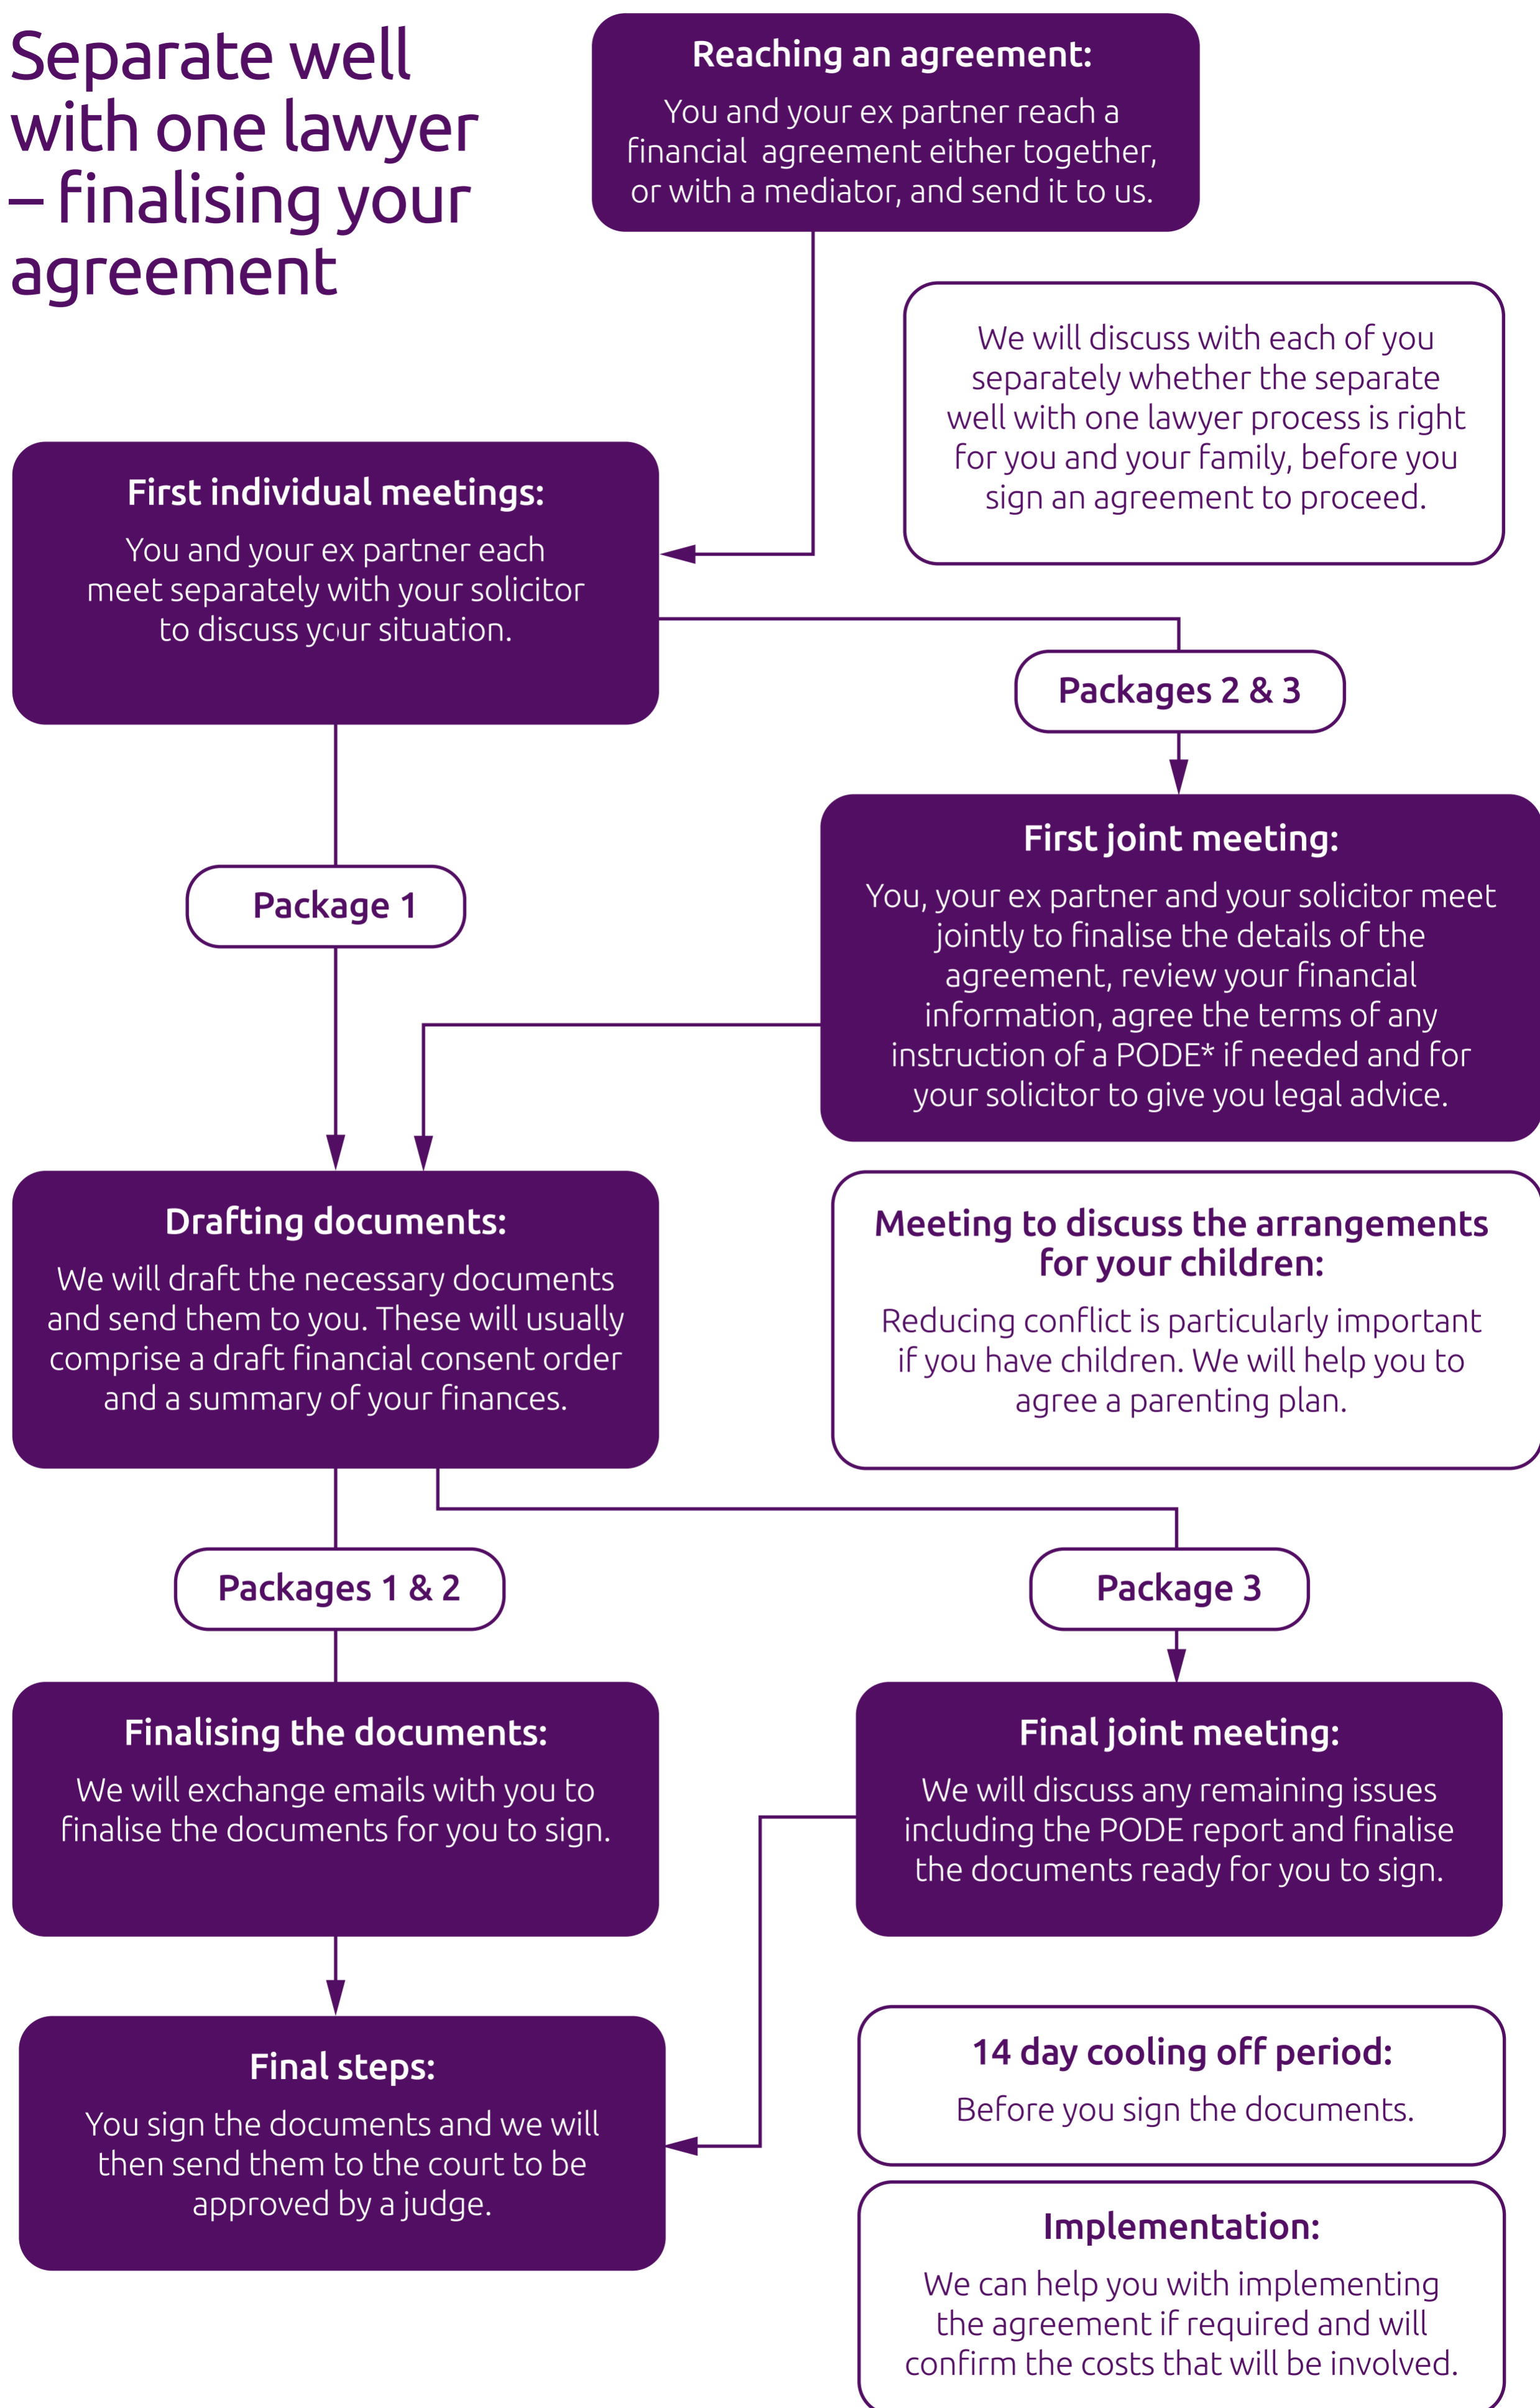 Separate well
with one lawyer
– finalising your
agreement
Reaching an agreement:
You and your ex partner reach a
financial agreement either together,
or with a mediator, and send it to us.
We will discuss with each of you
separately whether the separate
well with one lawyer process is right
for you and your family, before you
sign an agreement to proceed.
First individual meetings:
You and your ex partner each
meet separately with your solicitor
to discuss your situation.
Packages 2 & 3
Package 1
First joint meeting:
You, your ex partner and your solicitor meet
jointly to finalise the details of the
agreement, review your financial
information, agree the terms of any
instruction of a PODE* if needed and for
your solicitor to give you legal advice.
Drafting documents:
We will draft the necessary documents
and send them to you. These will usually
comprise a draft financial consent order
and a summary of your finances.
Meeting to discuss the arrangements
for your children:
Reducing conflict is particularly important
if you have children. We will help you to
agree a parenting plan.
Packages 1 & 2
Package 3
Finalising the documents:
We will exchange emails with you to
finalise the documents for you to sign.
Final joint meeting:
We will discuss any remaining issues
including the PODE report and finalise
the documents ready for you to sign.
Final steps:
You sign the documents and we will
then send them to the court to be
approved by a judge.
14 day cooling off period:
Before you sign the documents.
Implementation:
We can help you with implementing
the agreement if required and will
confirm the costs that will be involved.